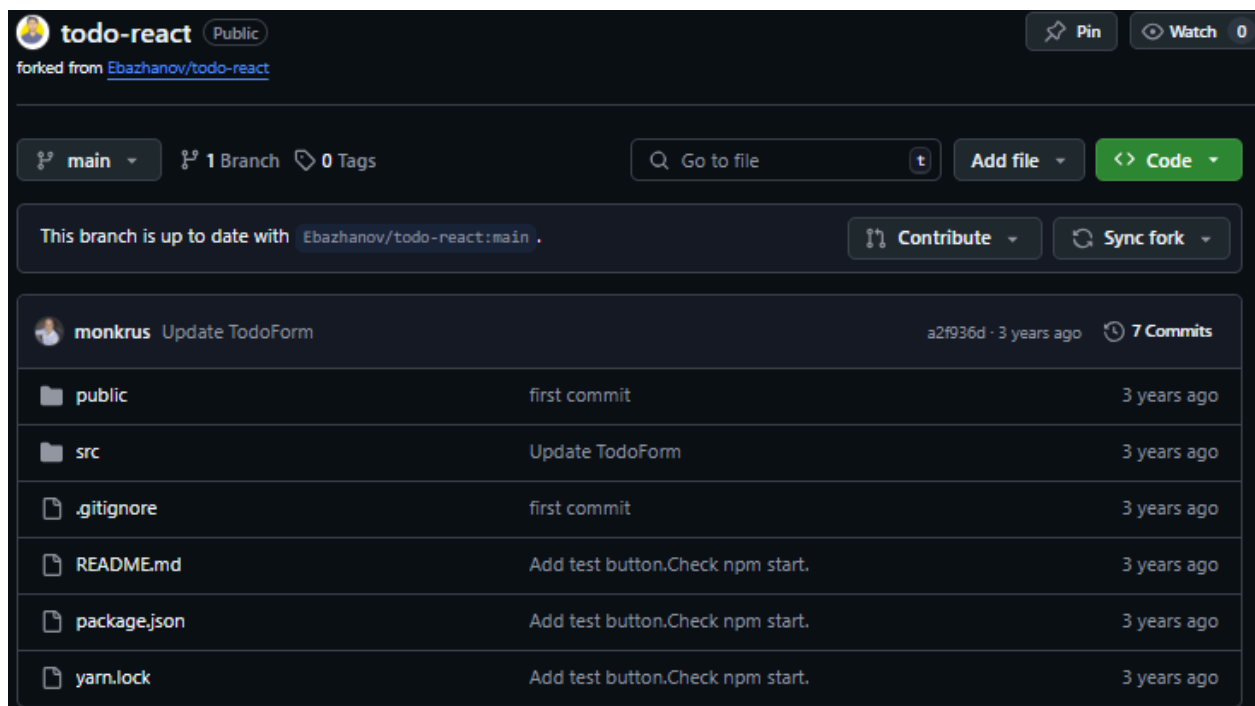 todo-react Public Pin Watch 0
forked from Ebazhanov/todo-react
main 1 Branch 0 Tags Go to file t Add file Code
This branch is up to date with Ebazhanov/todo-react:main . Contribute Sync fork
monkrus Update TodoForm a2f936d · 3 years ago 7 Commits
public first commit 3 years ago
src Update TodoForm 3 years ago
.gitignore first commit 3 years ago
README.md Add test button.Check npm start. 3 years ago
package.json Add test button.Check npm start. 3 years ago
yarn.lock Add test button.Check npm start. 3 years ago